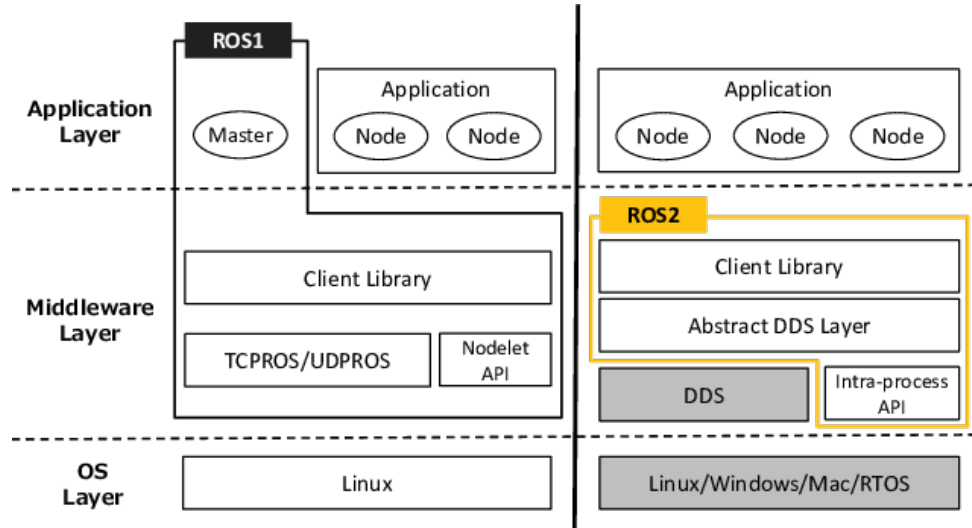 ROS1
Application
Layer
Master
Application
Node
Node
Application
Node
Node
Node
Middleware
Layer
Client Library
TCPROS/UDPROS
Nodelet
API
ROS2
Client Library
Abstract DDS Layer
DDS
Intra-process
API
OS
Layer
Linux
Linux/Windows/Mac/RTOS